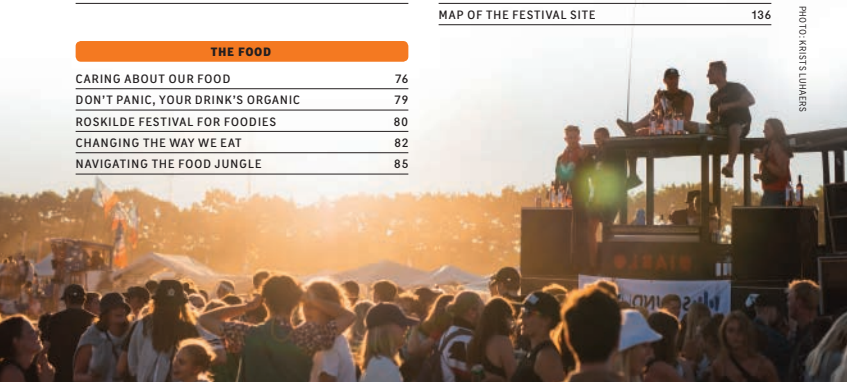 THE FOOD
CARING ABOUT OUR FOOD 76
DON'T PANIC, YOUR DRINK'S ORGANIC 79
ROSKILDE FESTIVAL FOR FOODIES 80
CHANGING THE WAY WE EAT 82
NAVIGATING THE FOOD JUNGLE 85
MAP OF THE FESTIVAL SITE 136
PHOTO: KRISTS LUHAERS